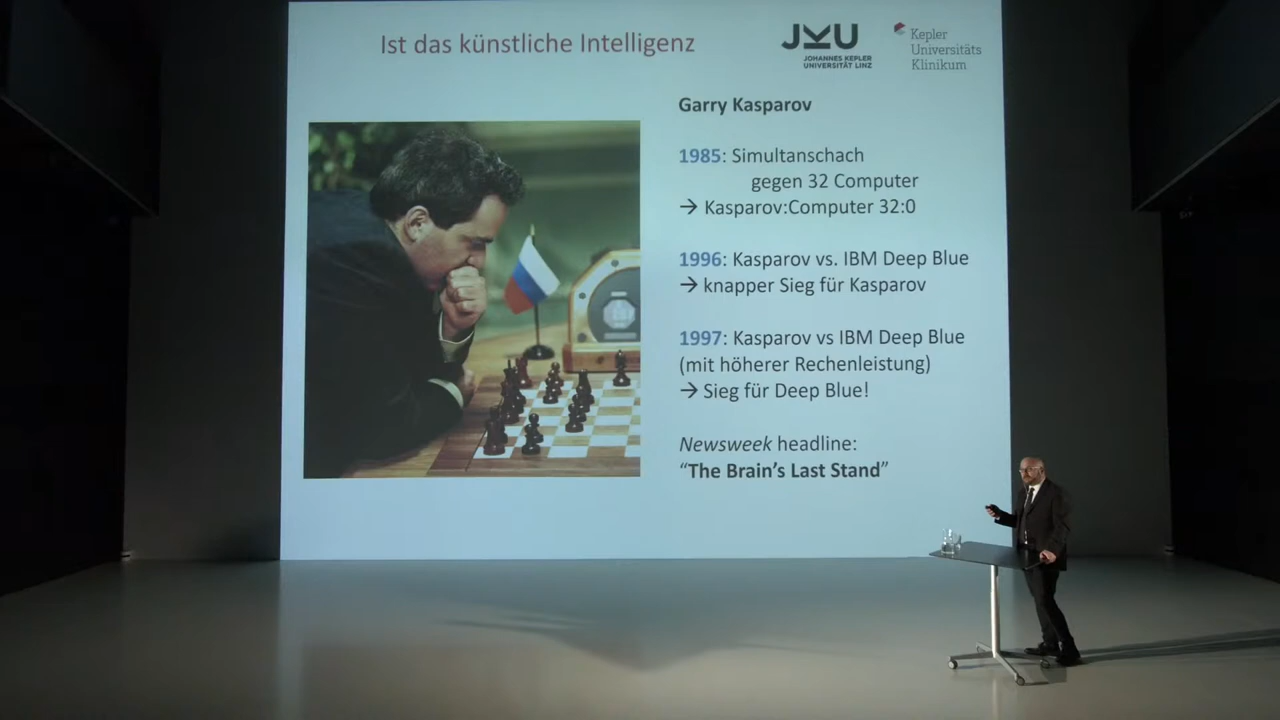 Ist das künstliche Intelligenz
JKU
JOHANNES KEPLER
UNIVERSITÄT LINZ
Kepler
Universitäts
Klinikum
Garry Kasparov
1985: Simultanschach
gegen 32 Computer
→ Kasparov:Computer 32:0
1996: Kasparov vs. IBM Deep Blue
→ knapper Sieg für Kasparov
1997: Kasparov vs IBM Deep Blue
(mit höherer Rechenleistung)
→ Sieg für Deep Blue!
Newsweek headline:
“The Brain’s Last Stand”